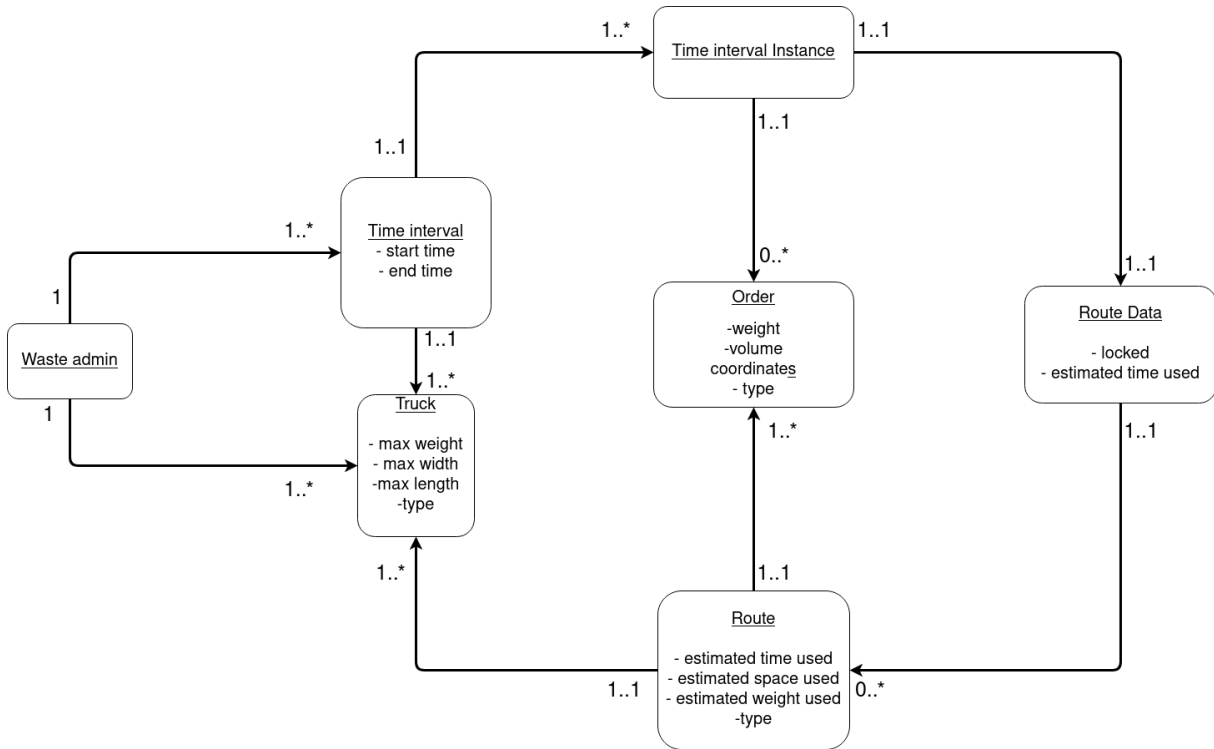 1..*
Time interval Instance
1..1
1..1
1..1
Time interval
- start time
- end time
1..*
1
Waste admin
1
1..*
1..1
1..*
Truck
- max weight
- max width
-max length
-type
1..*
0..*
Order
-weight
-volume
coordinates
- type
1..*
1..1
Route Data
- locked
- estimated time used
1..1
1..1
Route
- estimated time used
- estimated space used
- estimated weight used
-type
1..1
0..*